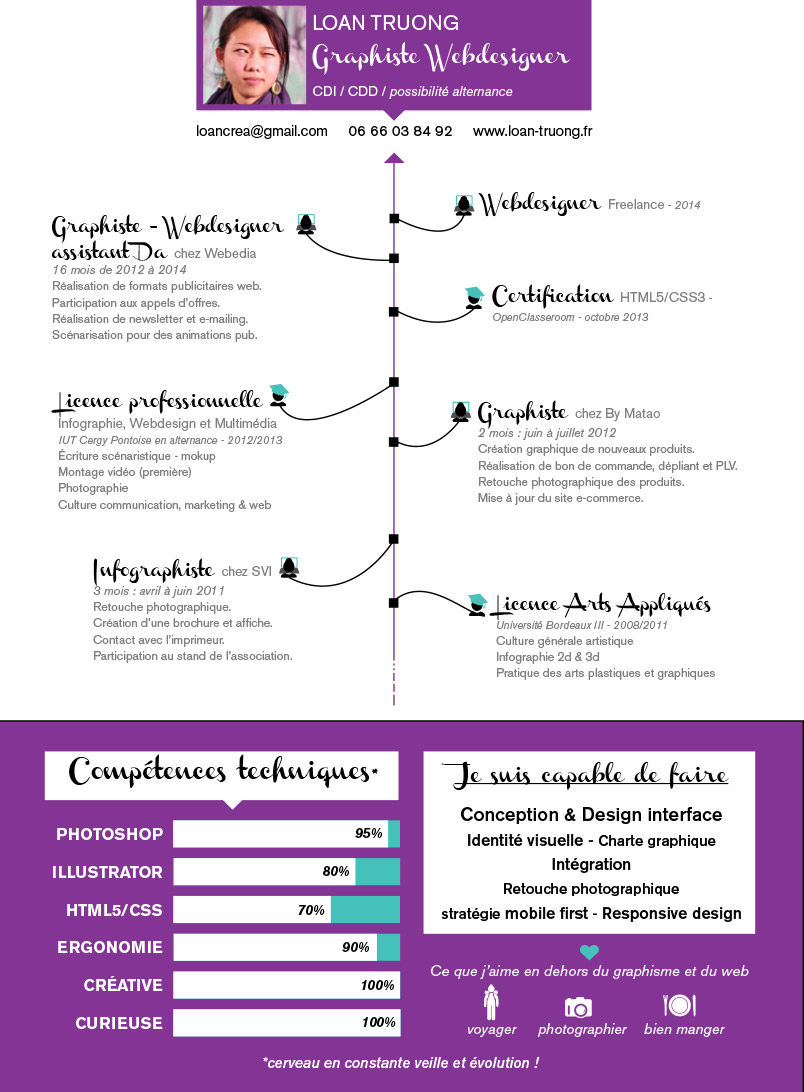 LOAN TRUONG
Graphiste Webdesigner
CDI / CDD / possibilité alternance
loancrea@gmail.com 06 66 03 84 92 www.loan-truong.fr
Webdesigner Freelance - 2014
Graphiste - Webdesigner
assistant Da chez Webedia
16 mois de 2012 à 2014
Réalisation de formats publicitaires web.
Participation aux appels d'offres.
Réalisation de newsletter et e-mailing.
Scénarisation pour des animations pub.
Certification HTML5/CSS3 -
OpenClasseroom - octobre 2013
Licence professionnelle
Infographie, Webdesign et Multimédia
IUT Cergy Pontoise en alternance - 2012/2013
Écriture scénaristique - mokup
Montage vidéo (première)
Photographie
Culture communication, marketing & web
Graphiste chez By Matao
2 mois : juin à juillet 2012
Création graphique de nouveaux produits.
Réalisation de bon de commande, dépliant et PLV.
Retouche photographique des produits.
Mise à jour du site e-commerce.
Infographiste chez SVI
3 mois : avril à juin 2011
Retouche photographique.
Création d'une brochure et affiche.
Contact avec l'imprimeur.
Participation au stand de l'association.
Licence Arts Appliqués
Université Bordeaux III - 2008/2011
Culture générale artistique
Infographie 2d & 3d
Pratique des arts plastiques et graphiques
Compétences techniques*
PHOTOSHOP 95%
ILLUSTRATOR 80%
HTML5/CSS 70%
ERGONOMIE 90%
CRÉATIVE 100%
CURIEUSE 100%
Je suis capable de faire
Conception & Design interface
Identité visuelle - Charte graphique
Intégration
Retouche photographique
stratégie mobile first - Responsive design
Ce que j'aime en dehors du graphisme et du web
voyager photographier bien manger
*cerveau en constante veille et évolution !